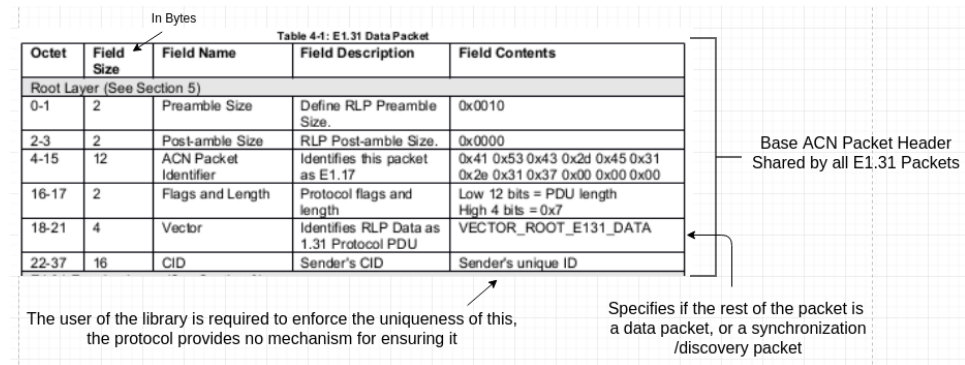 In Bytes
Table 4-1: E1.31 Data Packet
Octet Field Size Field Name Field Description Field Contents
Root Layer (See Section 5)
0-1 2 Preamble Size Define RLP Preamble Size. 0x0010
2-3 2 Post-amble Size RLP Post-amble Size. 0x0000
4-15 12 ACN Packet Identifier Identifies this packet as E1.17 0x41 0x53 0x43 0x2d 0x45 0x31 0x2e 0x31 0x37 0x00 0x00 0x00
16-17 2 Flags and Length Protocol flags and length Low 12 bits = PDU length High 4 bits = 0x7
18-21 4 Vector Identifies RLP Data as 1.31 Protocol PDU VECTOR_ROOT_E131_DATA
22-37 16 CID Sender's CID Sender's unique ID
Base ACN Packet Header
Shared by all E1.31 Packets
The user of the library is required to enforce the uniqueness of this,
the protocol provides no mechanism for ensuring it
Specifies if the rest of the packet is
a data packet, or a synchronization
/discovery packet